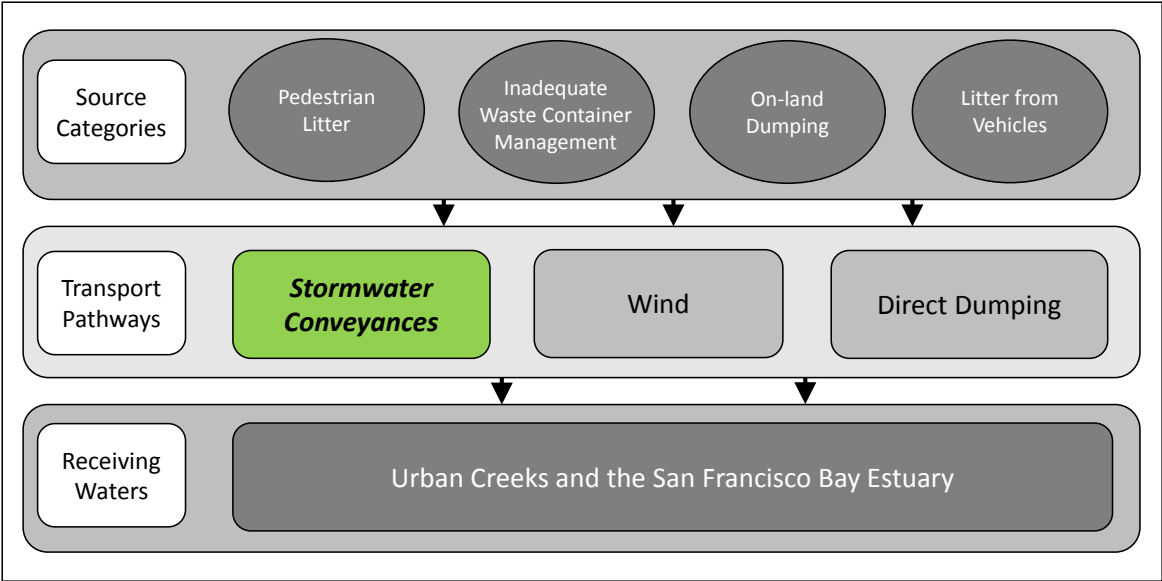 Source
Categories
Pedestrian
Litter
Inadequate
Waste Container
Management
On-land
Dumping
Litter from
Vehicles
Transport
Pathways
Stormwater
Conveyances
Wind
Direct Dumping
Receiving
Waters
Urban Creeks and the San Francisco Bay Estuary